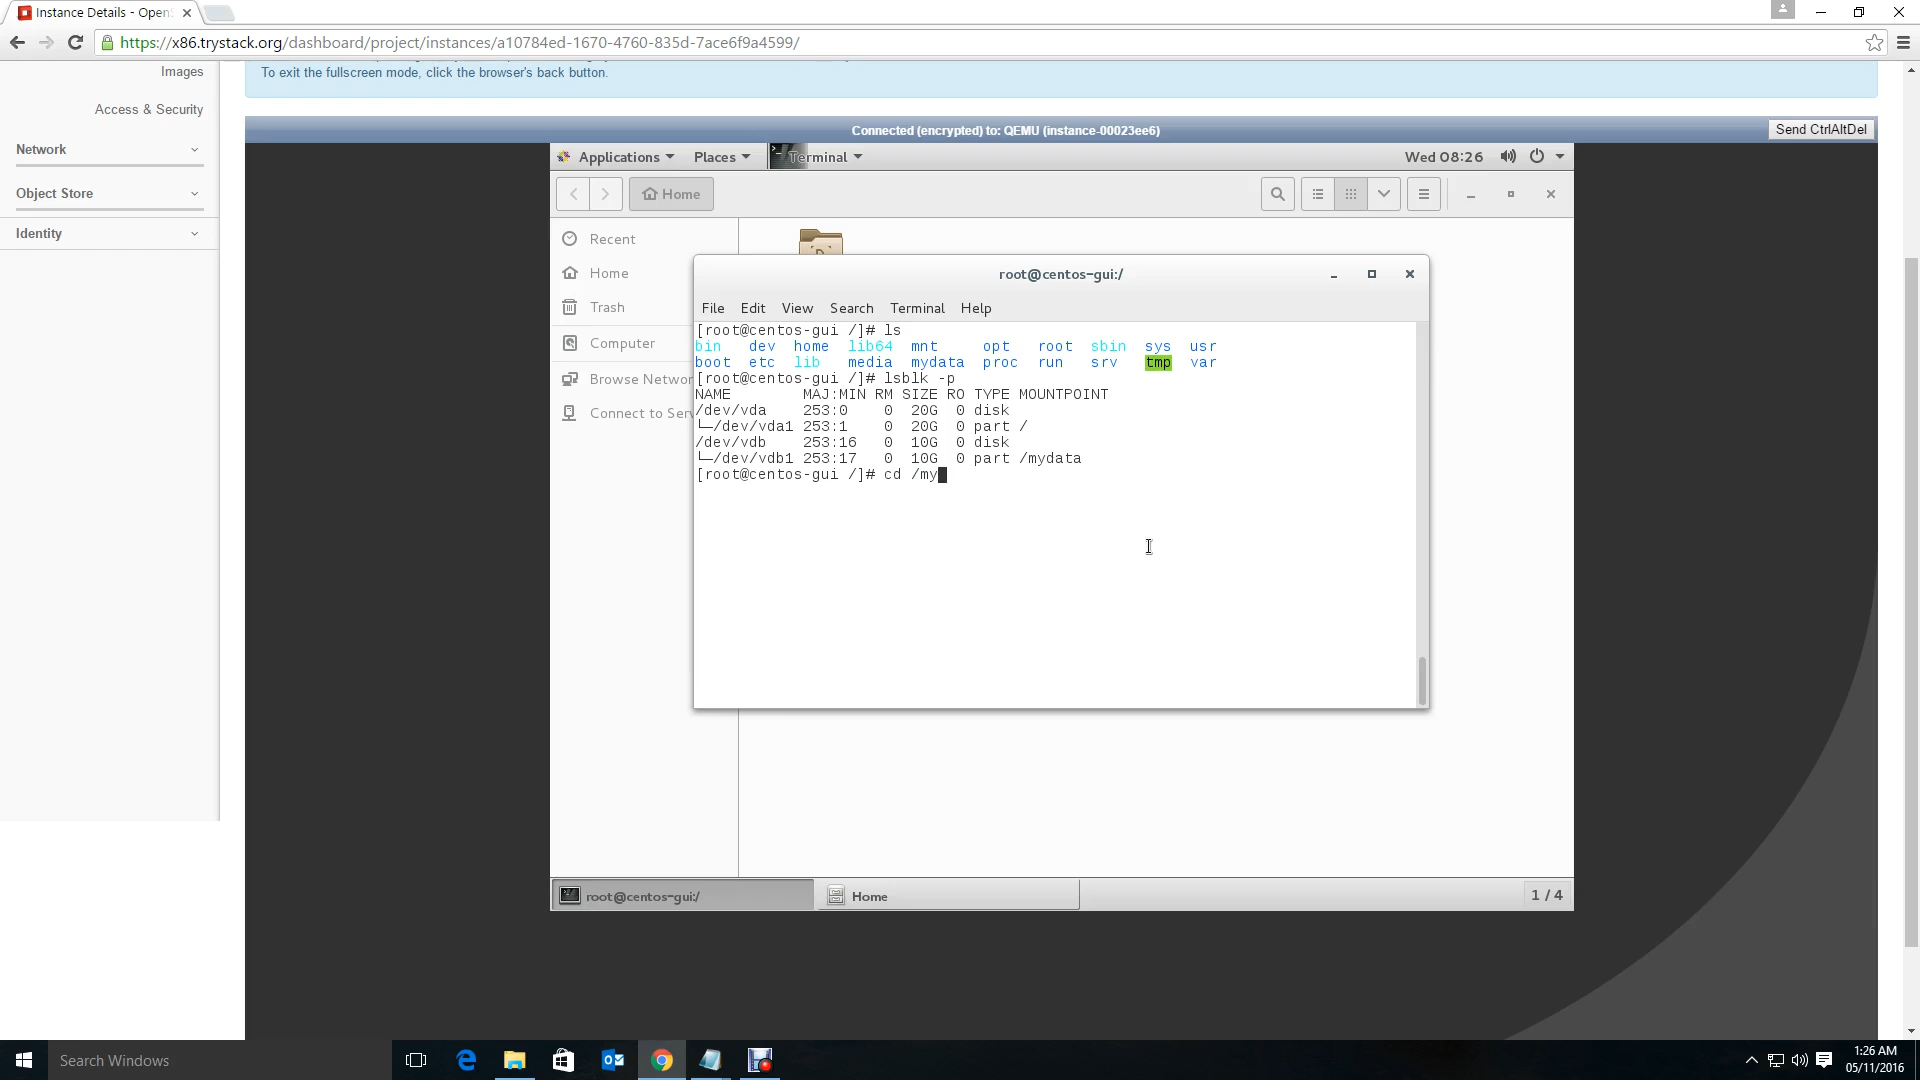 Instance Details - Open
https://x86.trystack.org/dashboard/project/instances/a10784ed-1670-4760-835d-7ace6f9a4599/
Images
To exit the fullscreen mode, click the browser's back button.
Access & Security
Network
Object Store
Identity
Connected (encrypted) to: QEMU (instance-00023ee6)
Send CtrlAltDel
Applications Places Terminal Wed 08:26
Home
Recent
Home
Trash
Computer
Browse Networ
Connect to Serv
root@centos-gui:/
File Edit View Search Terminal Help
[root@centos-gui /]# ls
bin dev home lib64 mnt opt root sbin sys usr
boot etc lib media mydata proc run srv tmp var
[root@centos-gui /]# lsblk -p
NAME MAJ:MIN RM SIZE RO TYPE MOUNTPOINT
/dev/vda 253:0 0 20G 0 disk
└─/dev/vda1 253:1 0 20G 0 part /
/dev/vdb 253:16 0 10G 0 disk
└─/dev/vdb1 253:17 0 10G 0 part /mydata
[root@centos-gui /]# cd /my
root@centos-gui:/ Home 1 / 4
Search Windows
1:26 AM
05/11/2016